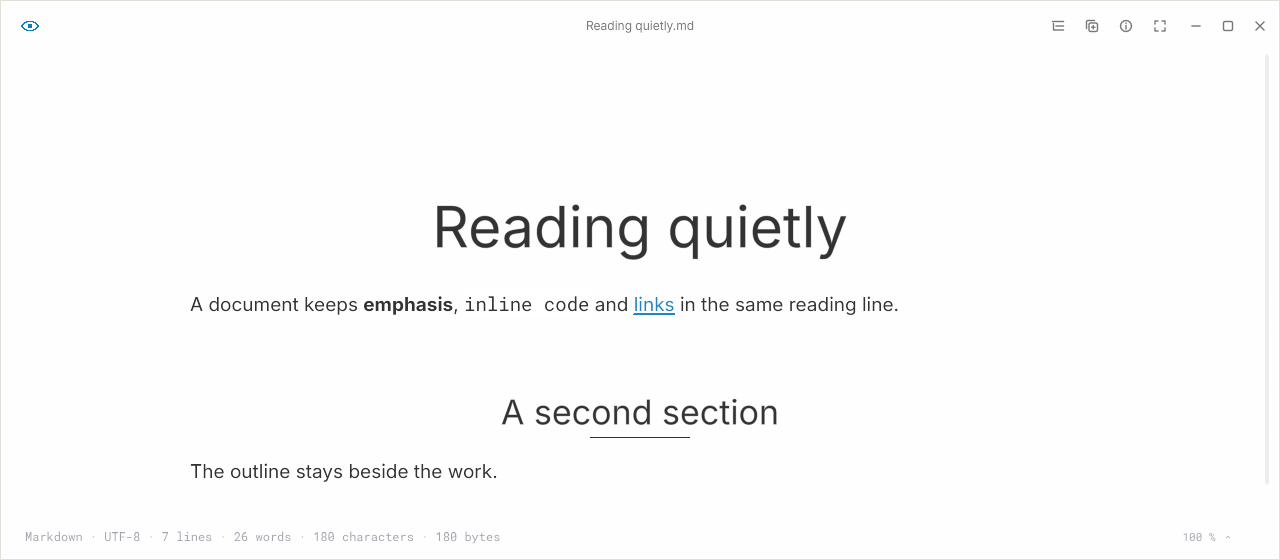 Reading quietly.md
Reading quietly
A document keeps emphasis, inline code and links in the same reading line.
A second section
The outline stays beside the work.
Markdown · UTF-8 · 7 lines · 26 words · 180 characters · 180 bytes
100 %